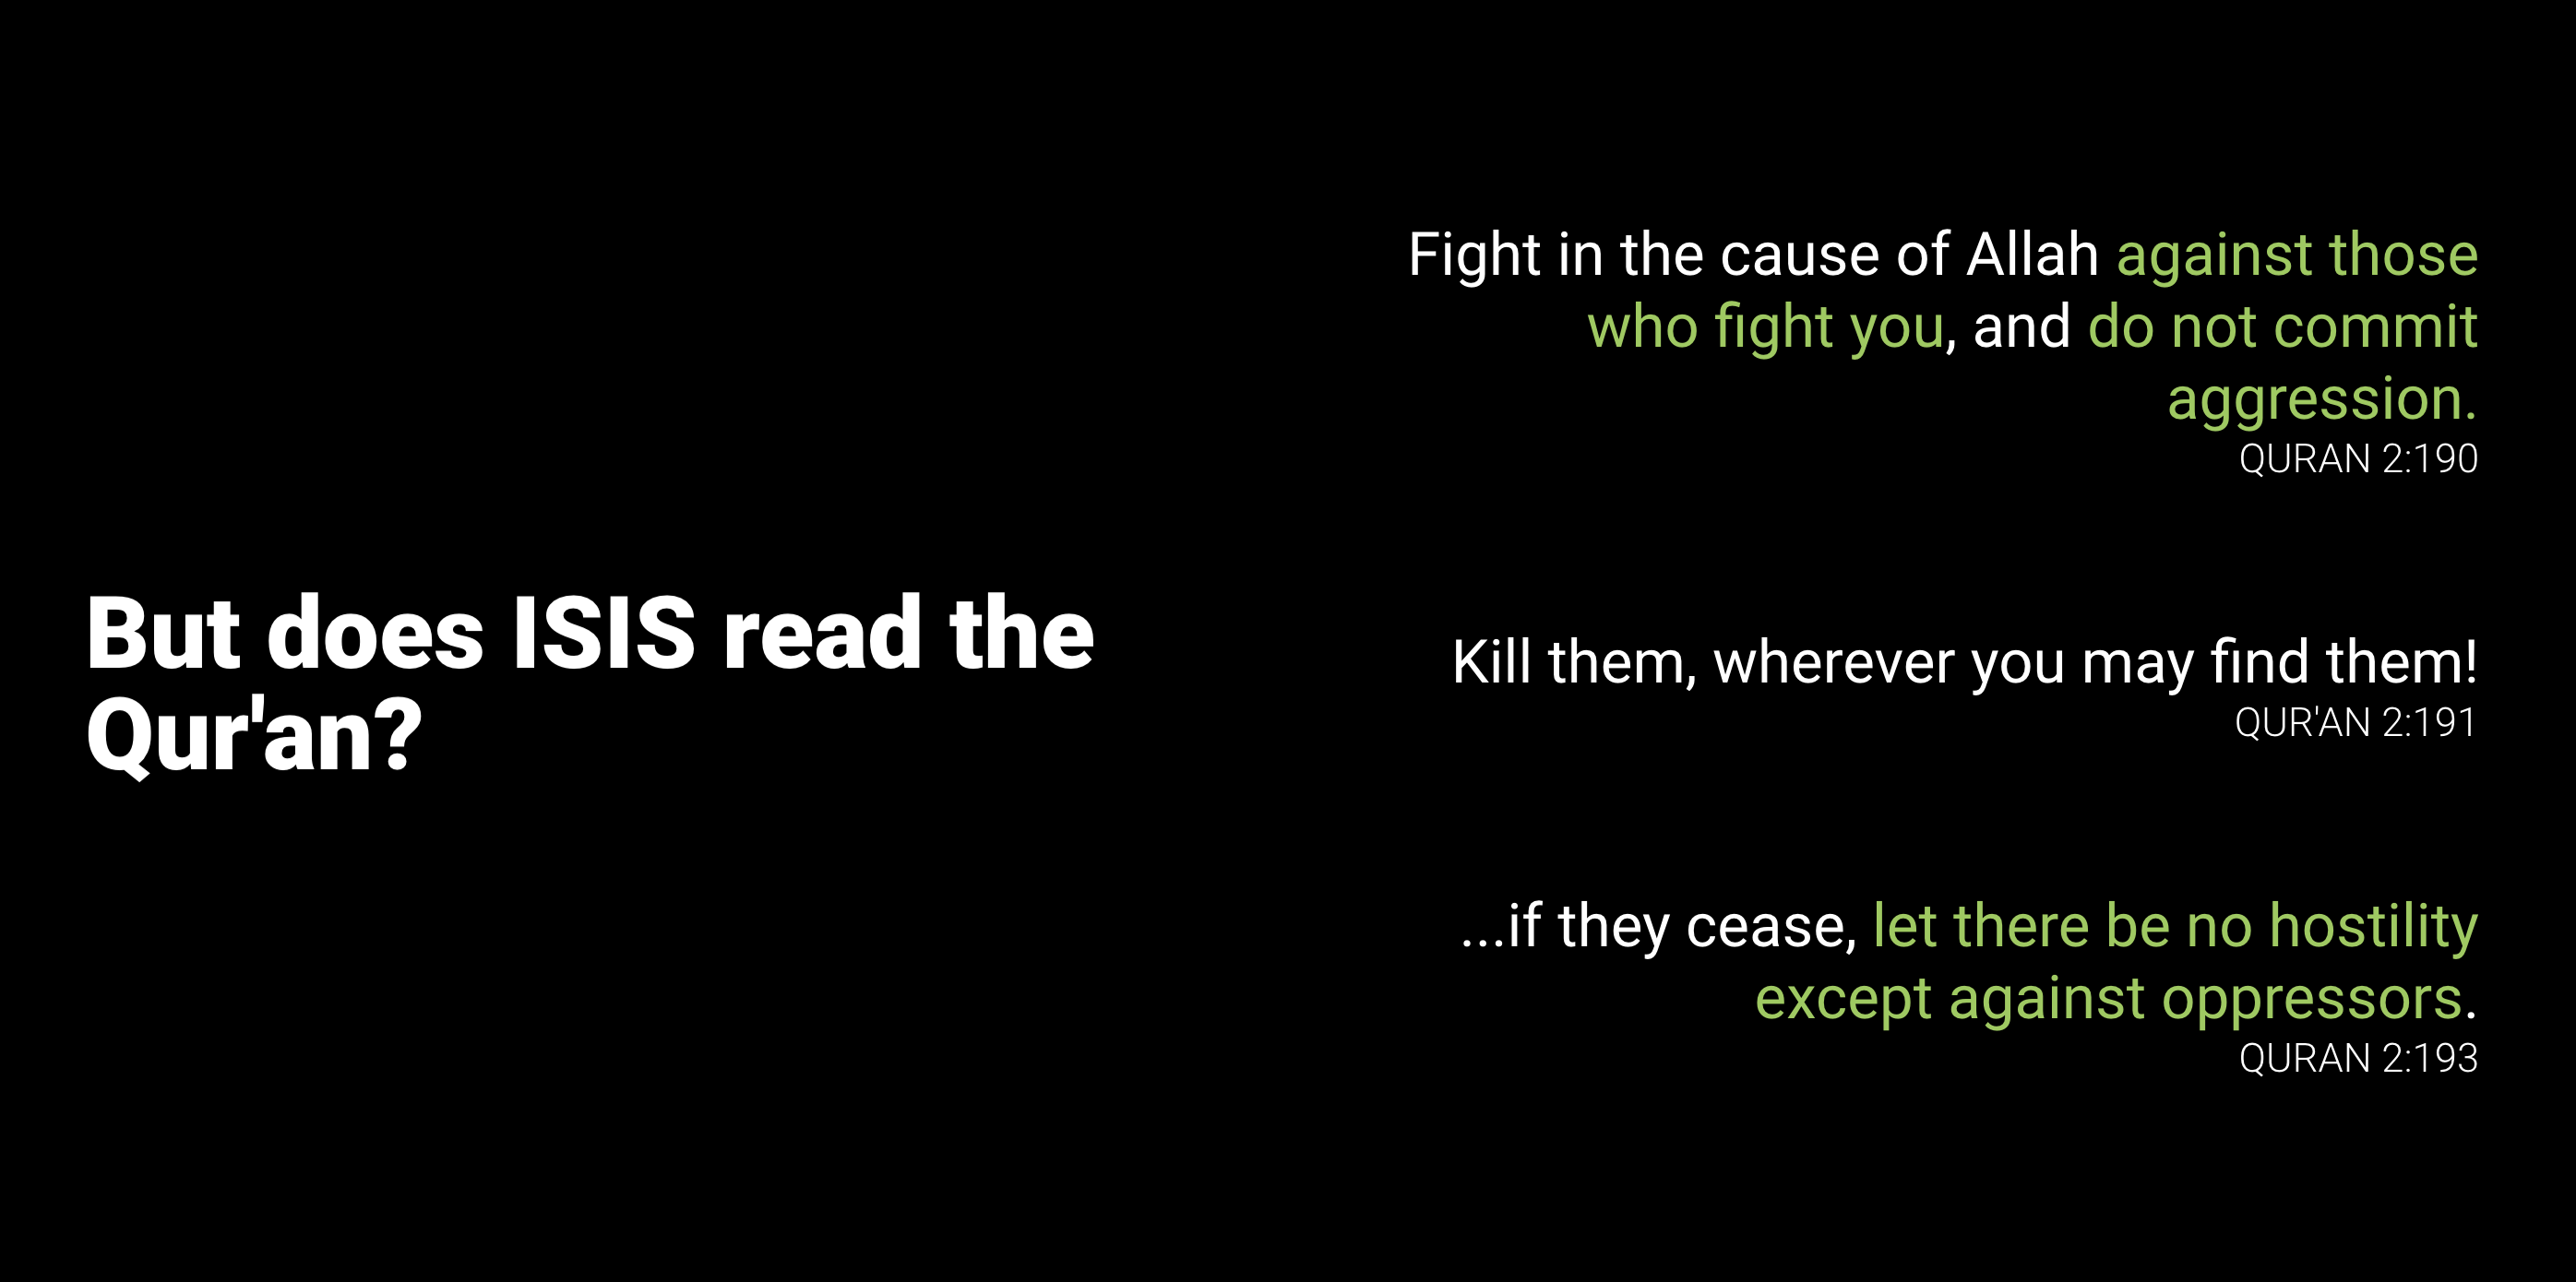 But does ISIS read the
Qur'an?
Fight in the cause of Allah against those
who fight you, and do not commit
aggression.
QURAN 2:190
Kill them, wherever you may find them!
QUR'AN 2:191
...if they cease, let there be no hostility
except against oppressors.
QURAN 2:193